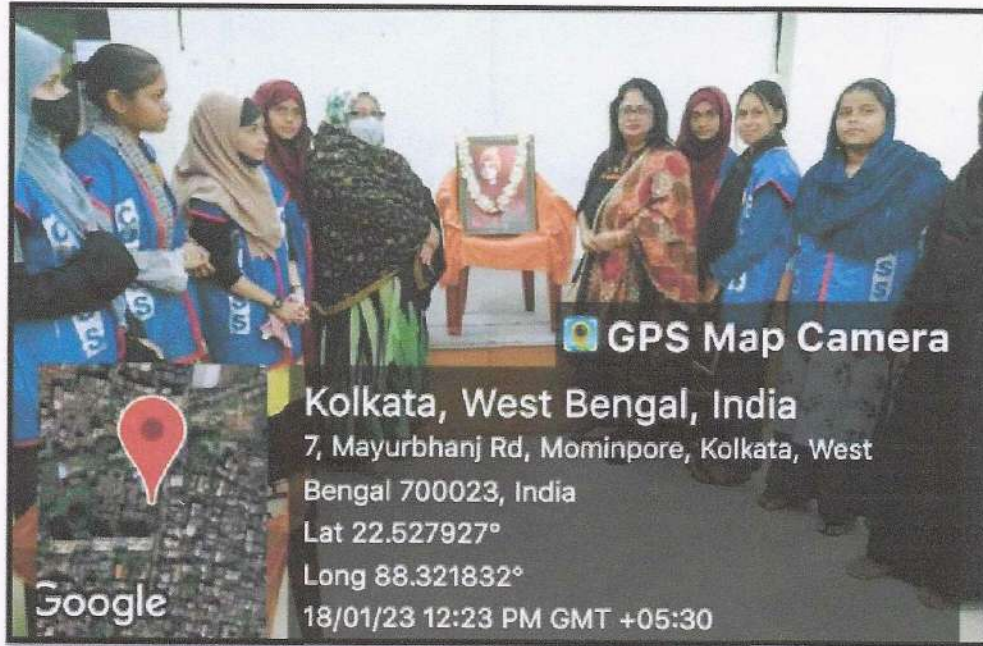 GPS Map Camera
Kolkata, West Bengal, India
7, Mayurbhanj Rd, Mominpore, Kolkata, West
Bengal 700023, India
Lat 22.527927°
Long 88.321832°
18/01/23 12:23 PM GMT +05:30
Google